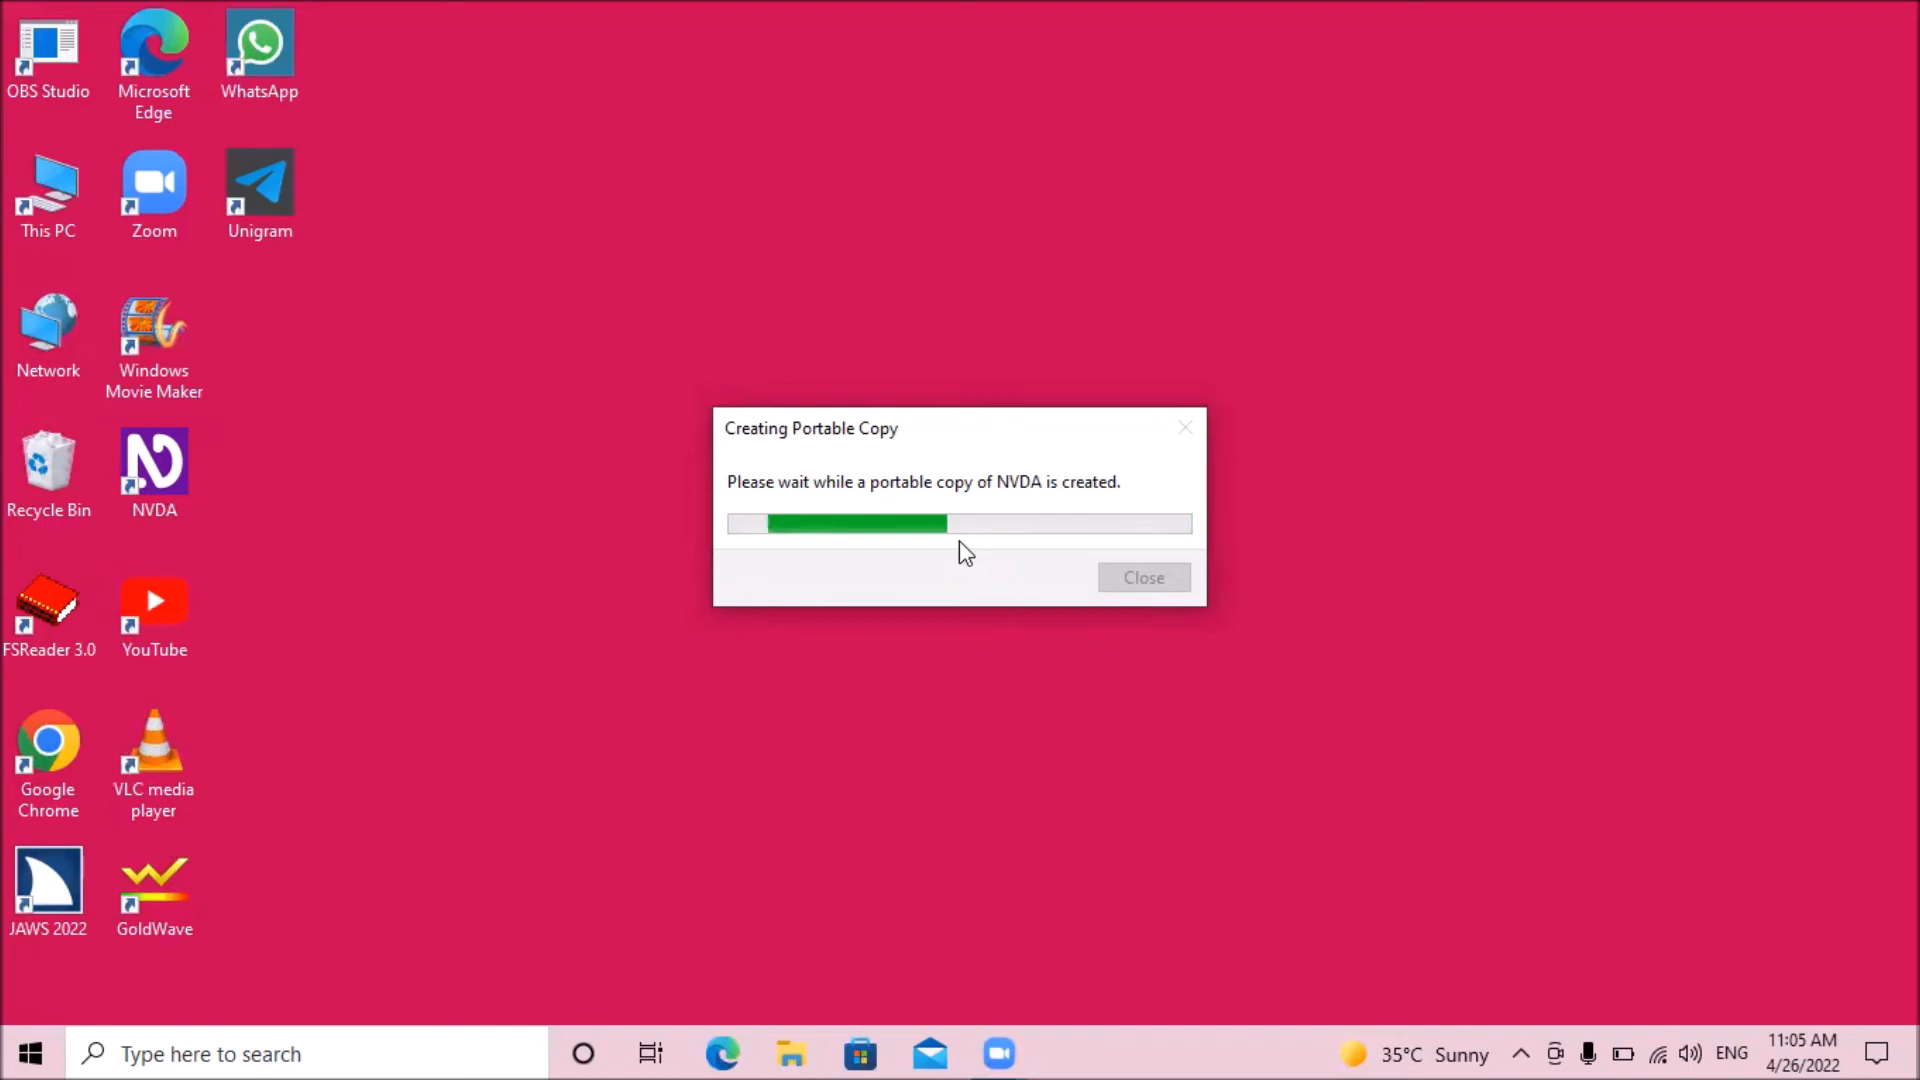 OBS Studio
Microsoft
Edge
WhatsApp
This PC
Zoom
Unigram
Network
Windows
Movie Maker
Recycle Bin
NVDA
FSReader 3.0
YouTube
Google
Chrome
VLC media
player
JAWS 2022
GoldWave
Creating Portable Copy
Please wait while a portable copy of NVDA is created.
Close
Type here to search
35°C Sunny
ENG
11:05 AM
4/26/2022